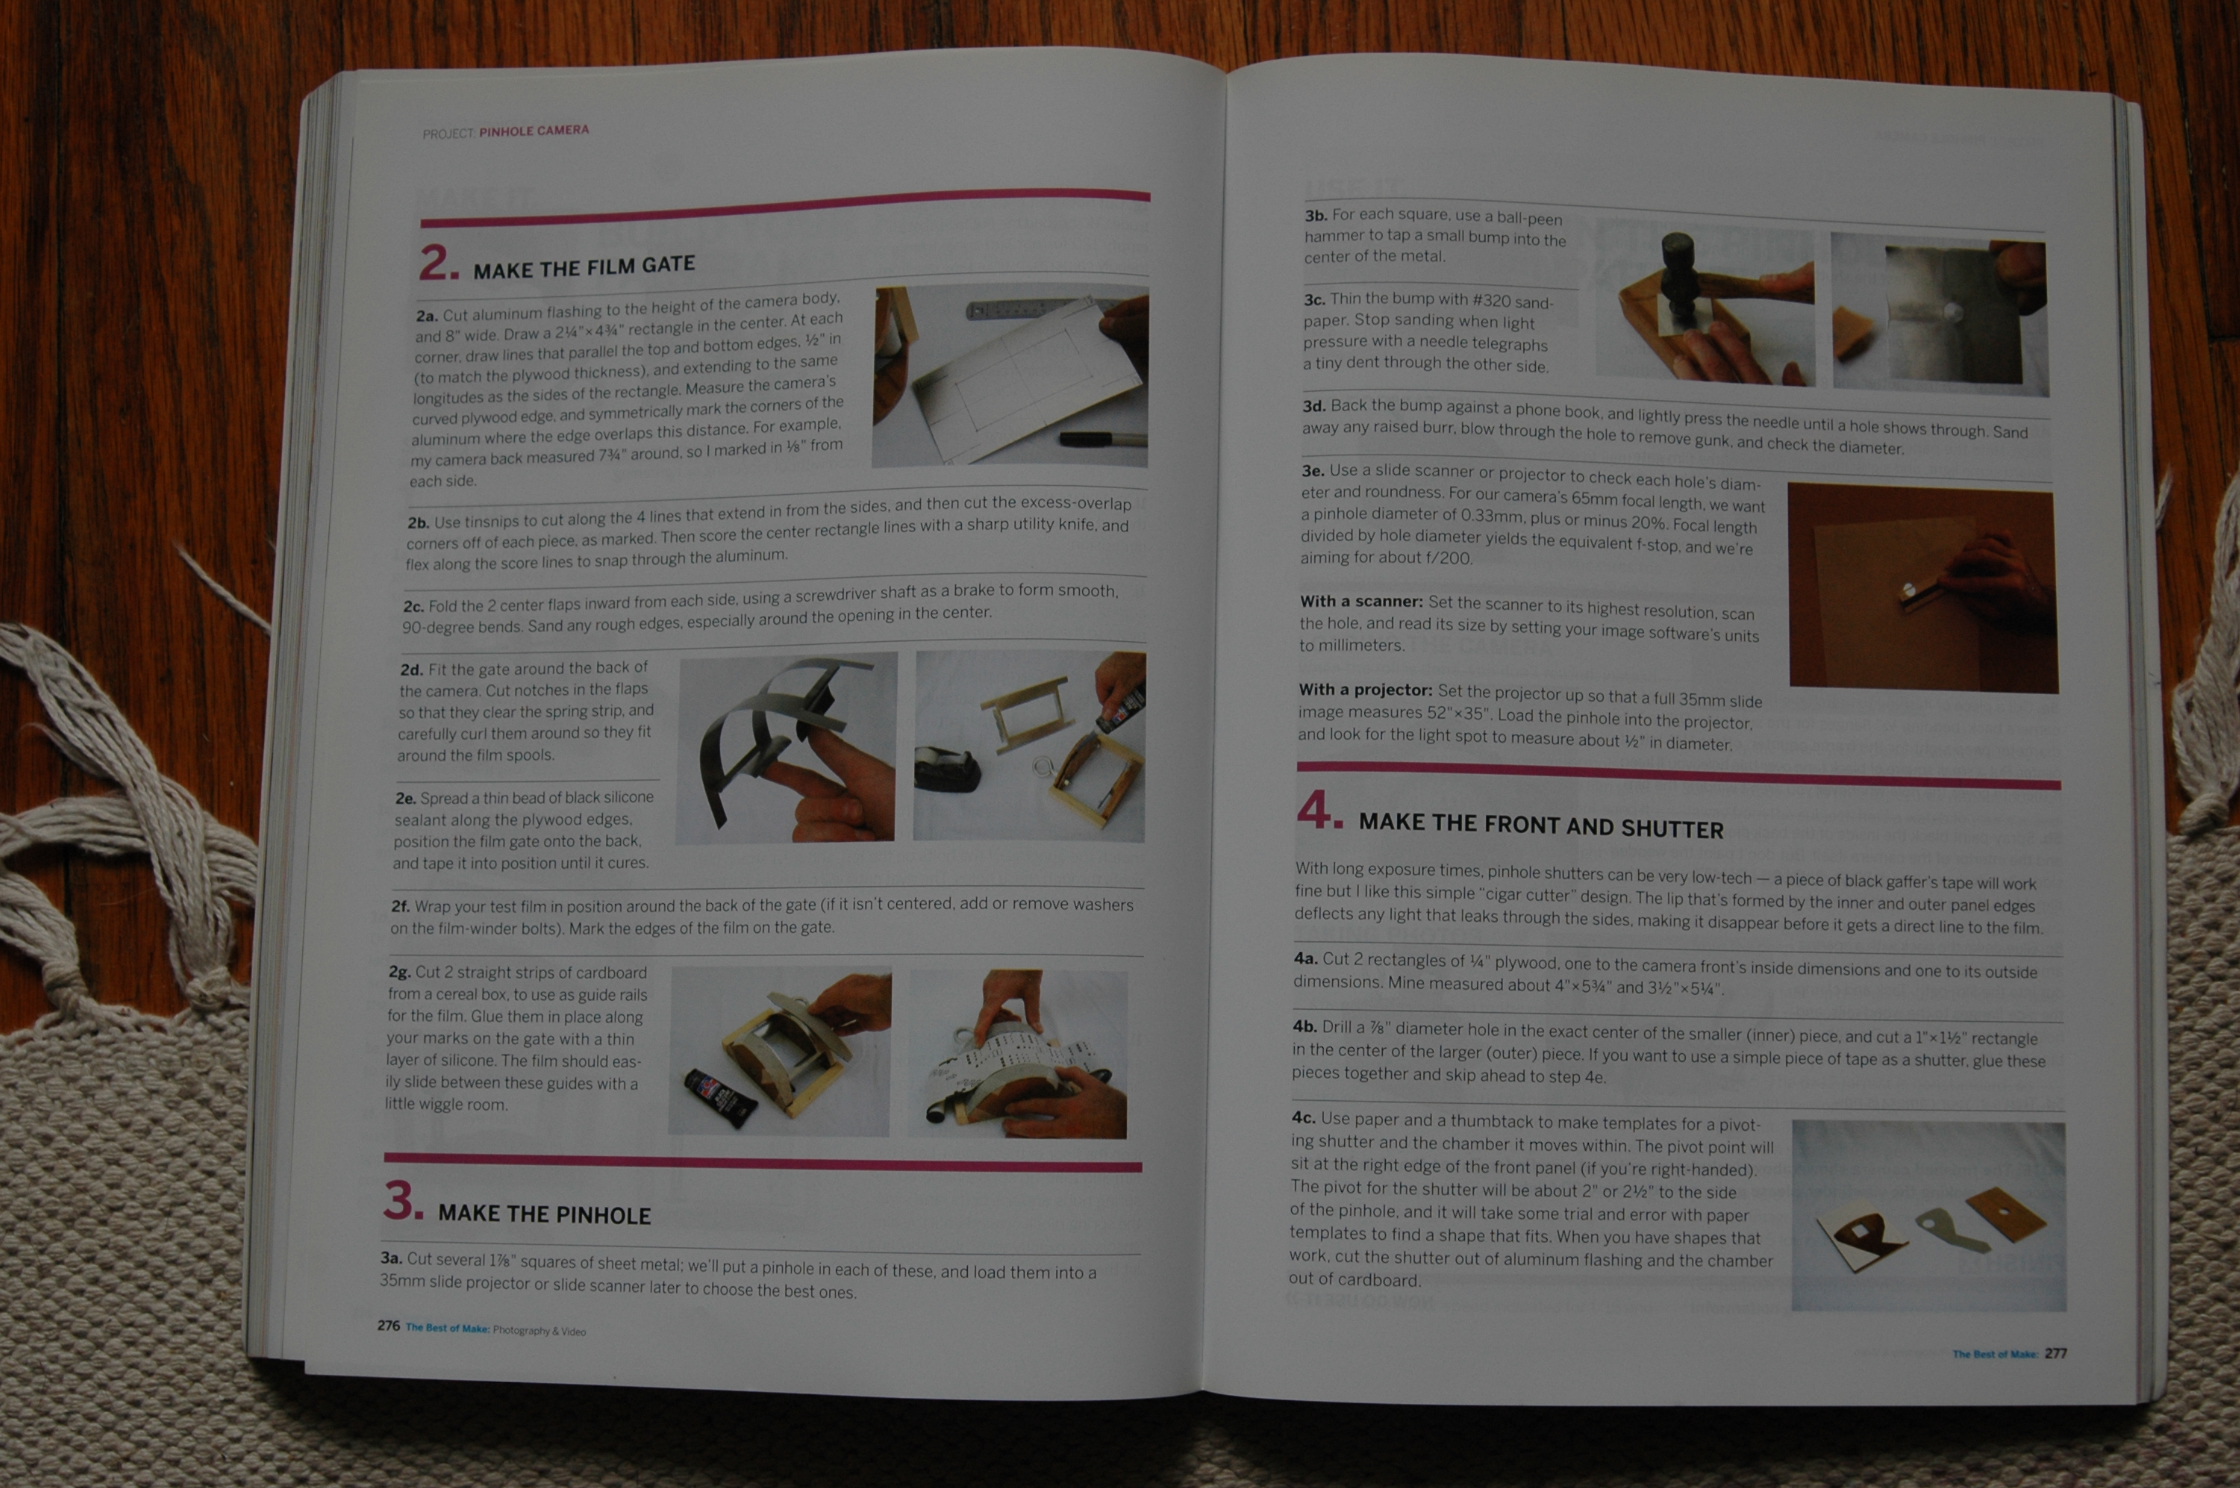 PROJECT: PINHOLE CAMERA
2. MAKE THE FILM GATE
2a. Cut aluminum flashing to the height of the camera body,
and 8" wide. Draw a 2¼"×4¾" rectangle in the center. At each
corner, draw lines that parallel the top and bottom edges, ½" in
(to match the plywood thickness), and extending to the same
longitudes as the sides of the rectangle. Measure the camera's
curved plywood edge, and symmetrically mark the corners of the
aluminum where the edge overlaps this distance. For example,
my camera back measured 7¾" around, so I marked in ⅛" from
each side.
2b. Use tinsnips to cut along the 4 lines that extend in from the sides, and then cut the excess-overlap
corners off of each piece, as marked. Then score the center rectangle lines with a sharp utility knife, and
flex along the score lines to snap through the aluminum.
2c. Fold the 2 center flaps inward from each side, using a screwdriver shaft as a brake to form smooth,
90-degree bends. Sand any rough edges, especially around the opening in the center.
2d. Fit the gate around the back of
the camera. Cut notches in the flaps
so that they clear the spring strip, and
carefully curl them around so they fit
around the film spools.
2e. Spread a thin bead of black silicone
sealant along the plywood edges,
position the film gate onto the back,
and tape it into position until it cures.
2f. Wrap your test film in position around the back of the gate (if it isn't centered, add or remove washers
on the film-winder bolts). Mark the edges of the film on the gate.
2g. Cut 2 straight strips of cardboard
from a cereal box, to use as guide rails
for the film. Glue them in place along
your marks on the gate with a thin
layer of silicone. The film should eas-
ily slide between these guides with a
little wiggle room.
3. MAKE THE PINHOLE
3a. Cut several 1⅞" squares of sheet metal; we'll put a pinhole in each of these, and load them into a
35mm slide projector or slide scanner later to choose the best ones.
276 The Best of Make: Photography & Video
3b. For each square, use a ball-peen
hammer to tap a small bump into the
center of the metal.
3c. Thin the bump with #320 sand-
paper. Stop sanding when light
pressure with a needle telegraphs
a tiny dent through the other side.
3d. Back the bump against a phone book, and lightly press the needle until a hole shows through. Sand
away any raised burr, blow through the hole to remove gunk, and check the diameter.
3e. Use a slide scanner or projector to check each hole's diam-
eter and roundness. For our camera's 65mm focal length, we want
a pinhole diameter of 0.33mm, plus or minus 20%. Focal length
divided by hole diameter yields the equivalent f-stop, and we're
aiming for about f/200.
With a scanner: Set the scanner to its highest resolution, scan
the hole, and read its size by setting your image software's units
to millimeters.
With a projector: Set the projector up so that a full 35mm slide
image measures 52"×35". Load the pinhole into the projector,
and look for the light spot to measure about ½" in diameter.
4. MAKE THE FRONT AND SHUTTER
With long exposure times, pinhole shutters can be very low-tech — a piece of black gaffer's tape will work
fine but I like this simple "cigar cutter" design. The lip that's formed by the inner and outer panel edges
deflects any light that leaks through the sides, making it disappear before it gets a direct line to the film.
4a. Cut 2 rectangles of ¼" plywood, one to the camera front's inside dimensions and one to its outside
dimensions. Mine measured about 4"×5¾" and 3½"×5¼".
4b. Drill a ⅞" diameter hole in the exact center of the smaller (inner) piece, and cut a 1"×1½" rectangle
in the center of the larger (outer) piece. If you want to use a simple piece of tape as a shutter, glue these
pieces together and skip ahead to step 4e.
4c. Use paper and a thumbtack to make templates for a pivot-
ing shutter and the chamber it moves within. The pivot point will
sit at the right edge of the front panel (if you're right-handed).
The pivot for the shutter will be about 2" or 2½" to the side
of the pinhole, and it will take some trial and error with paper
templates to find a shape that fits. When you have shapes that
work, cut the shutter out of aluminum flashing and the chamber
out of cardboard.
The Best of Make: 277